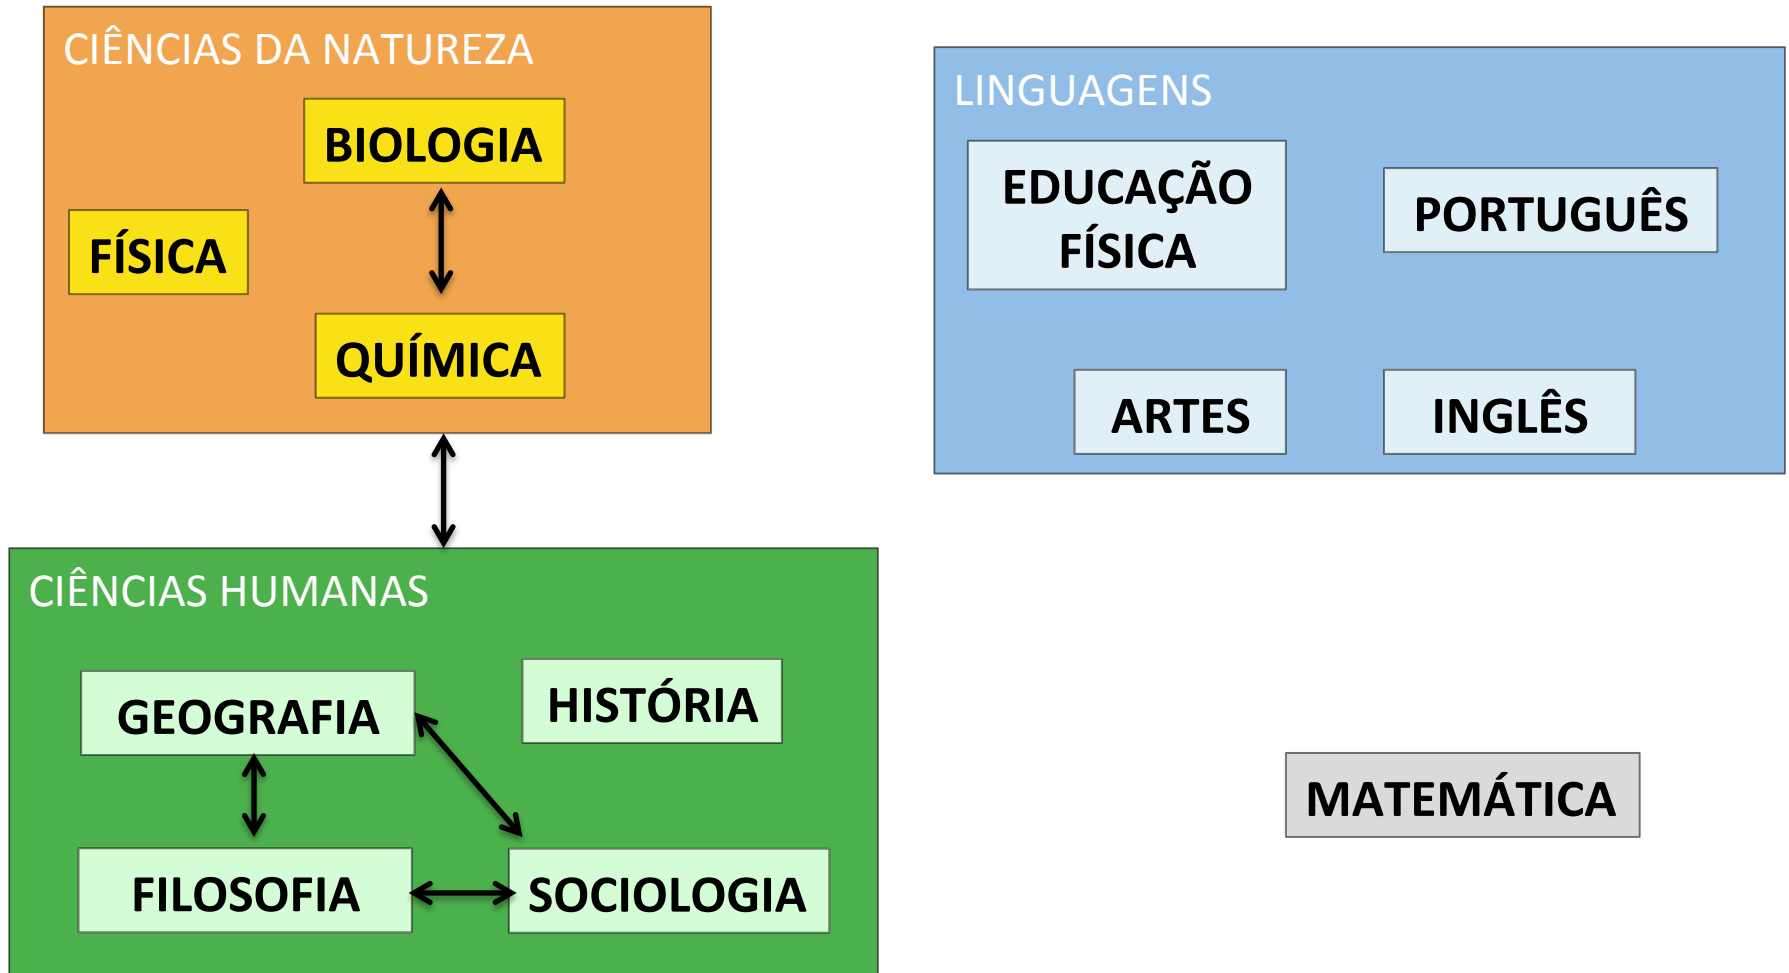 CIÊNCIAS DA NATUREZA
BIOLOGIA
FÍSICA
QUÍMICA
LINGUAGENS
EDUCAÇÃO
FÍSICA
PORTUGUÊS
ARTES
INGLÊS
CIÊNCIAS HUMANAS
GEOGRAFIA
HISTÓRIA
FILOSOFIA
SOCIOLOGIA
MATEMÁTICA